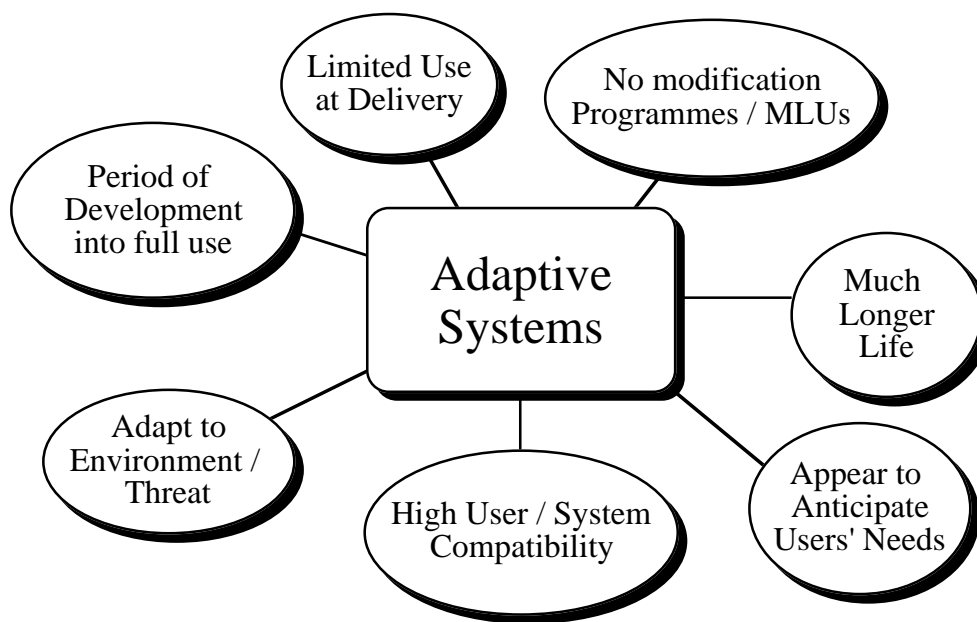 Limited Use
at Delivery
No modification
Programmes / MLUs
Period of
Development
into full use
Adaptive
Systems
Much
Longer
Life
Adapt to
Environment /
Threat
High User / System
Compatibility
Appear to
Anticipate
Users' Needs